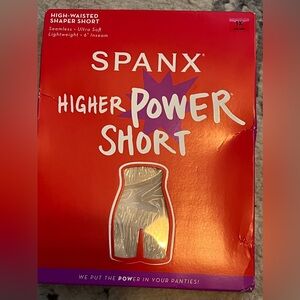 HIGH-WAISTED
SHAPER SHORT
Seamless • Ultra Soft
Lightweight • 6" Inseam
SPANX®
HIGHER POWER
SHORT
WE PUT THE POWER IN YOUR PANTIES!